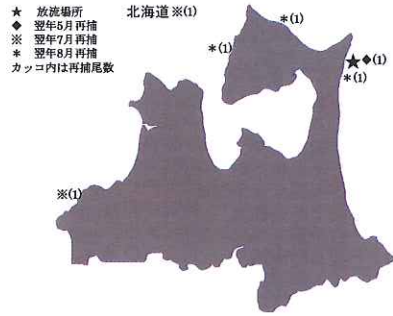 ★ 放流場所
◆ 翌年5月再捕
※ 翌年7月再捕
* 翌年8月再捕
カッコ内は再捕尾数
北海道※(1)
*(1)
*(1)
★◆(1)
*(1)
※(1)